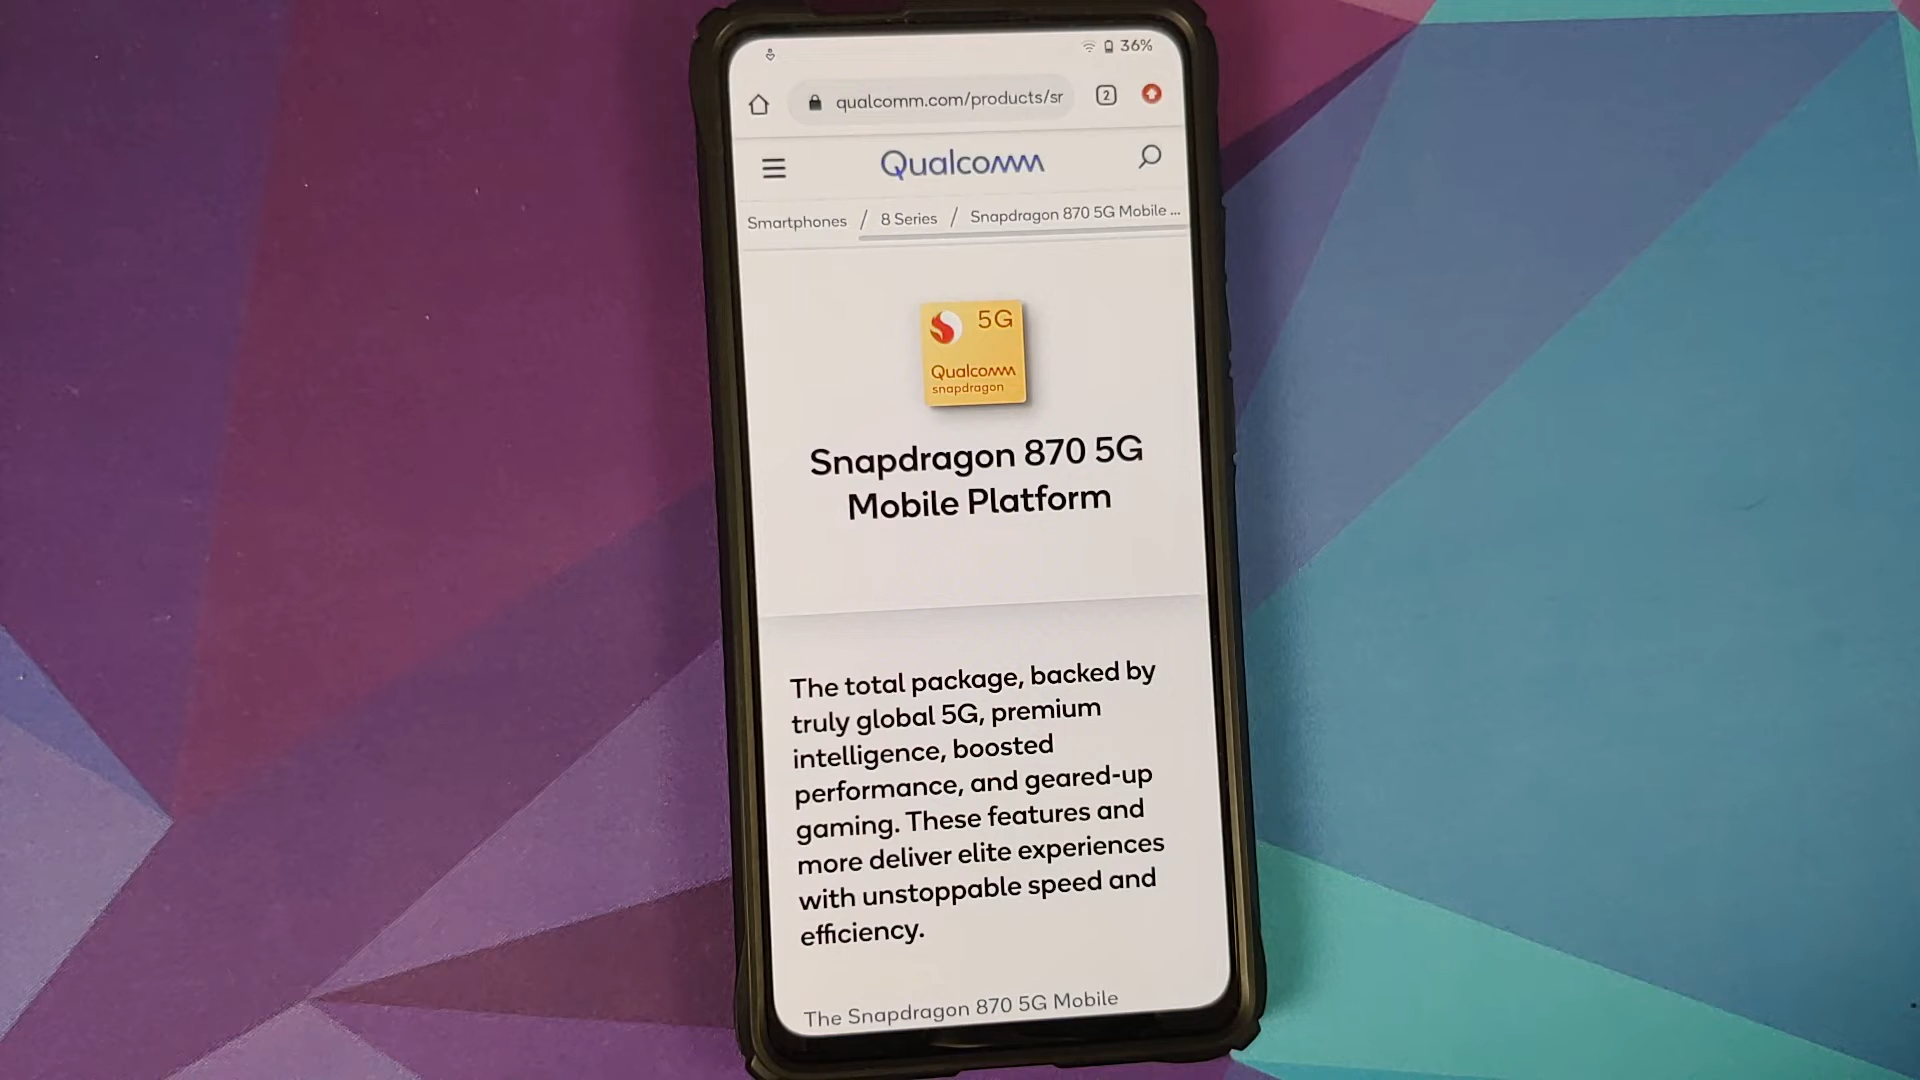 36%
qualcomm.com/products/sr
2
Qualcomm
Smartphones / 8 Series / Snapdragon 870 5G Mobile ...
5G
Qualcomm
snapdragon
Snapdragon 870 5G
Mobile Platform
The total package, backed by
truly global 5G, premium
intelligence, boosted
performance, and geared-up
gaming. These features and
more deliver elite experiences
with unstoppable speed and
efficiency.
The Snapdragon 870 5G Mobile